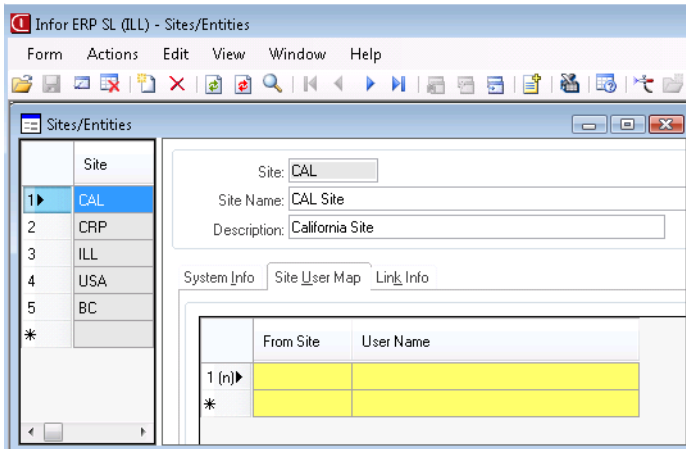 Infor ERP SL (ILL) - Sites/Entities
Form Actions Edit View Window Help
Sites/Entities
Site
1 CAL
2 CRP
3 ILL
4 USA
5 BC
*
Site: CAL
Site Name: CAL Site
Description: California Site
System Info Site User Map Link Info
From Site User Name
1 (n)
*